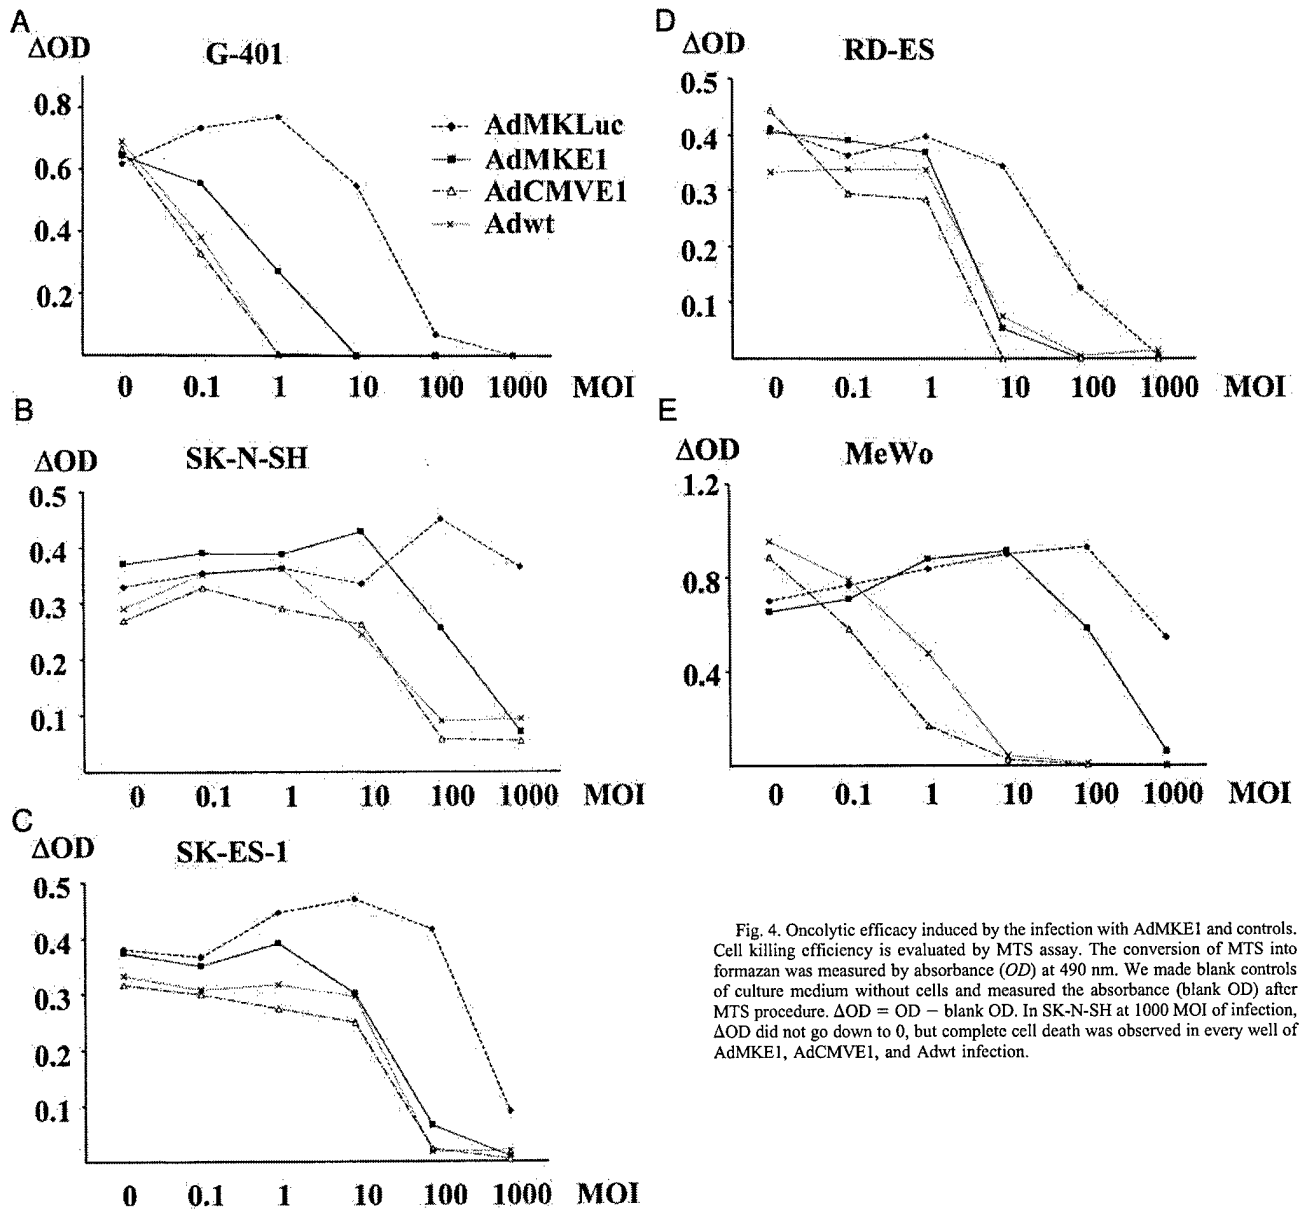 A
ΔOD
G-401
0.8
0.6
0.4
0.2
0 0.1 1 10 100 1000 MOI
AdMKLuc
AdMKE1
AdCMVE1
Adwt
B
ΔOD
SK-N-SH
0.5
0.4
0.3
0.2
0.1
0 0.1 1 10 100 1000 MOI
C
ΔOD
SK-ES-1
0.5
0.4
0.3
0.2
0.1
0 0.1 1 10 100 1000 MOI
D
ΔOD
RD-ES
0.5
0.4
0.3
0.2
0.1
0 0.1 1 10 100 1000 MOI
E
ΔOD
MeWo
1.2
0.8
0.4
0 0.1 1 10 100 1000 MOI
Fig. 4. Oncolytic efficacy induced by the infection with AdMKE1 and controls.
Cell killing efficiency is evaluated by MTS assay. The conversion of MTS into
formazan was measured by absorbance (OD) at 490 nm. We made blank controls
of culture medium without cells and measured the absorbance (blank OD) after
MTS procedure. ΔOD = OD − blank OD. In SK-N-SH at 1000 MOI of infection,
ΔOD did not go down to 0, but complete cell death was observed in every well of
AdMKE1, AdCMVE1, and Adwt infection.